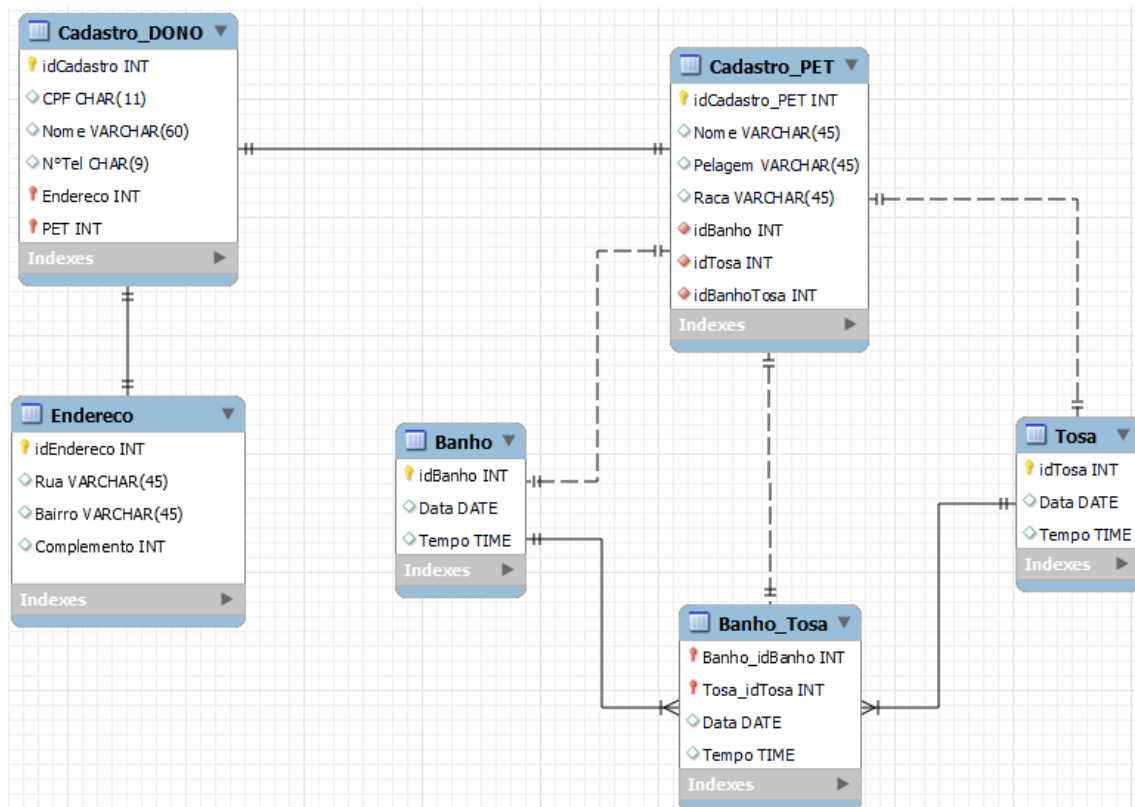 Cadastro_DONO
idCadastro INT
CPF CHAR(11)
Nome VARCHAR(60)
NºTel CHAR(9)
Endereco INT
PET INT
Indexes
Cadastro_PET
idCadastro_PET INT
Nome VARCHAR(45)
Pelagem VARCHAR(45)
Raca VARCHAR(45)
idBanho INT
idTosa INT
idBanhoTosa INT
Indexes
Endereco
idEndereco INT
Rua VARCHAR(45)
Bairro VARCHAR(45)
Complemento INT
Indexes
Banho
idBanho INT
Data DATE
Tempo TIME
Indexes
Tosa
idTosa INT
Data DATE
Tempo TIME
Indexes
Banho_Tosa
Banho_idBanho INT
Tosa_idTosa INT
Data DATE
Tempo TIME
Indexes